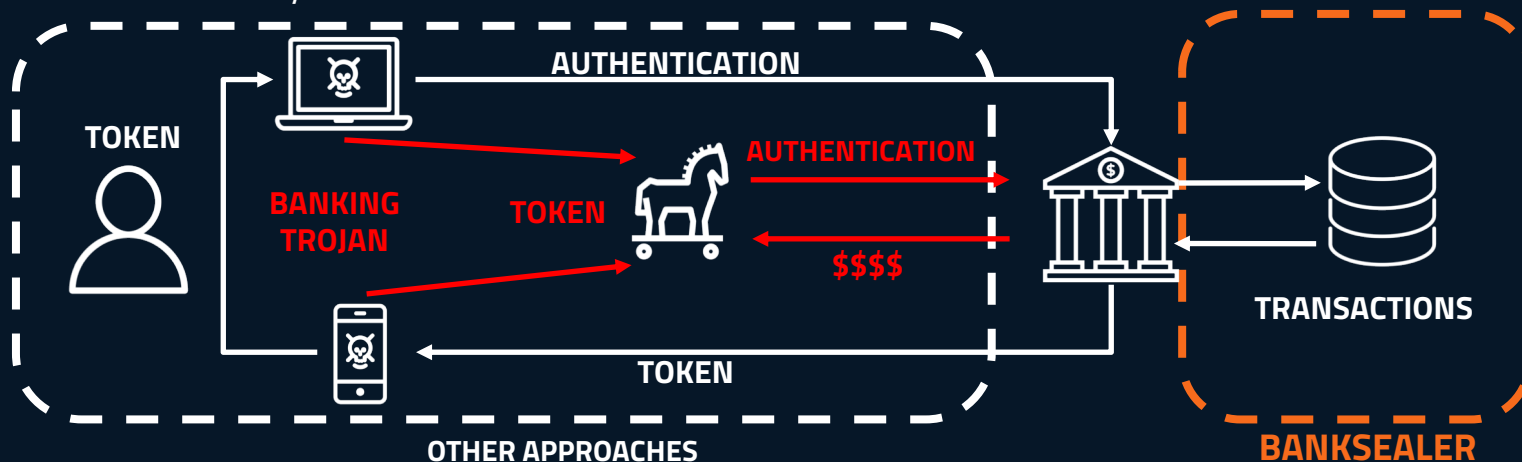 AUTHENTICATION
TOKEN
AUTHENTICATION
BANKING
TROJAN
TOKEN
$
$$$$
TRANSACTIONS
TOKEN
OTHER APPROACHES
BANKSEALER